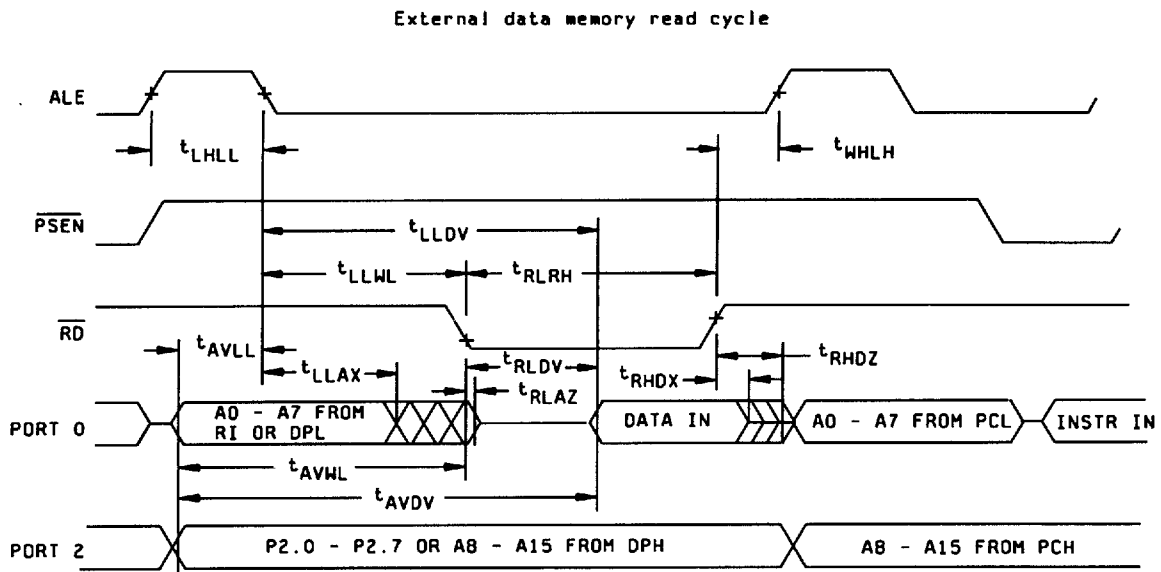 External data memory read cycle
ALE
tLHLL
tWHLH
PSEN
tLLDV
tLLWL
tRLRH
RD
tAVLL
tRLDV
tRHDZ
tLLAX
tRHDX
tRLAZ
PORT 0
A0 - A7 FROM
RI OR DPL
DATA IN
A0 - A7 FROM PCL
INSTR IN
tAVWL
tAVDV
PORT 2
P2.0 - P2.7 OR A8 - A15 FROM DPH
A8 - A15 FROM PCH